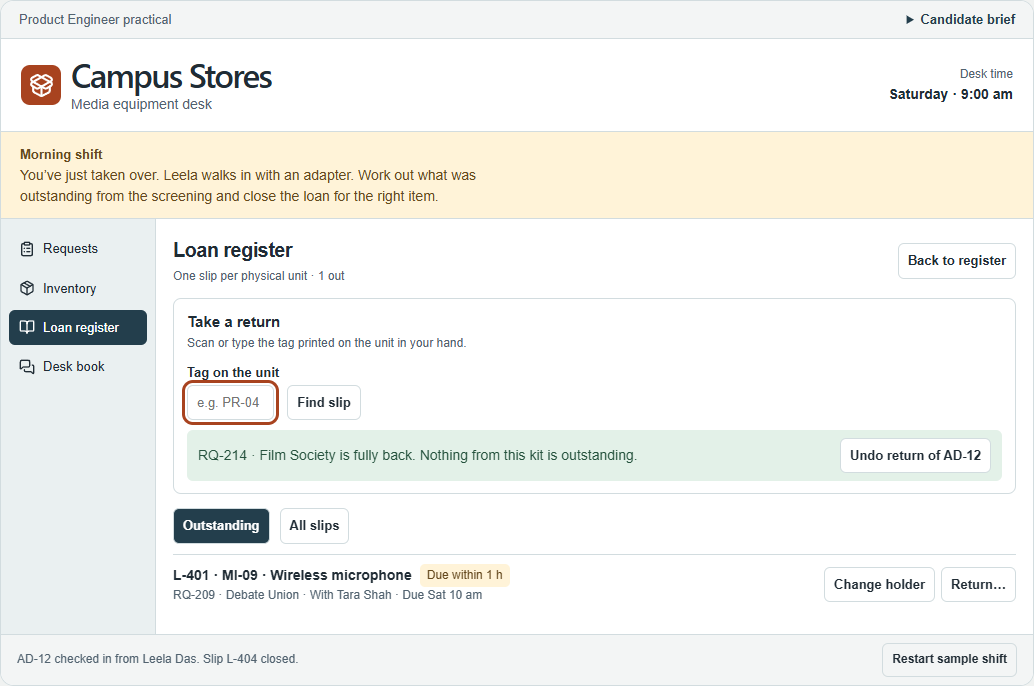 Product Engineer practical
▶ Candidate brief
Campus Stores
Media equipment desk
Desk time
Saturday · 9:00 am
Morning shift
You’ve just taken over. Leela walks in with an adapter. Work out what was
outstanding from the screening and close the loan for the right item.
Requests
Inventory
Loan register
Desk book
Loan register
One slip per physical unit · 1 out
Back to register
Take a return
Scan or type the tag printed on the unit in your hand.
Tag on the unit
e.g. PR-04
Find slip
RQ-214 · Film Society is fully back. Nothing from this kit is outstanding.
Undo return of AD-12
Outstanding
All slips
L-401 · MI-09 · Wireless microphone
Due within 1 h
RQ-209 · Debate Union · With Tara Shah · Due Sat 10 am
Change holder
Return…
AD-12 checked in from Leela Das. Slip L-404 closed.
Restart sample shift